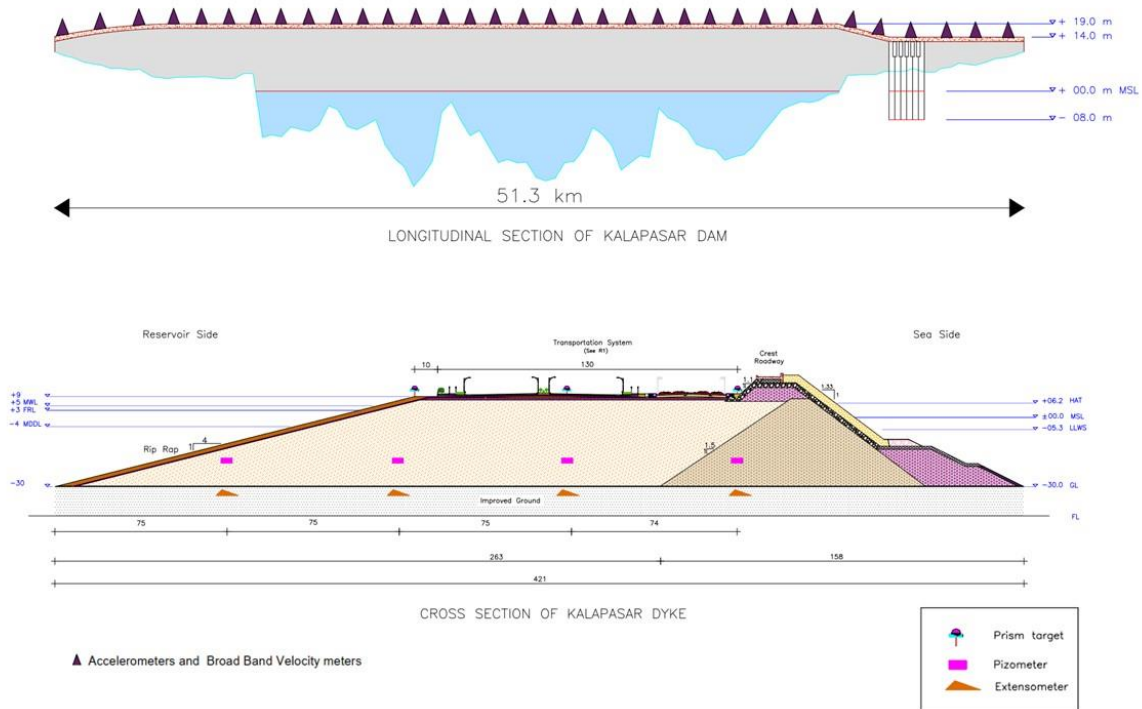 + 19.0 m
+ 14.0 m
+ 00.0 m MSL
- 08.0 m
51.3 km
LONGITUDINAL SECTION OF KALAPASAR DAM
Reservoir Side
Sea Side
Transportation System
(See R1)
Crest
Roadway
10
130
1:1
+9
+5 MWL
+3 FRL
-4 MDDL
1.33
1
+06.2 HAT
±00.0 MSL
-05.3 LLWS
4
1
Rip Rap
1.5
1
-30
-30.0 GL
Improved Ground
FL
75
75
75
74
263
158
421
CROSS SECTION OF KALAPASAR DYKE
Accelerometers and Broad Band Velocity meters
Prism target
Pizometer
Extensometer